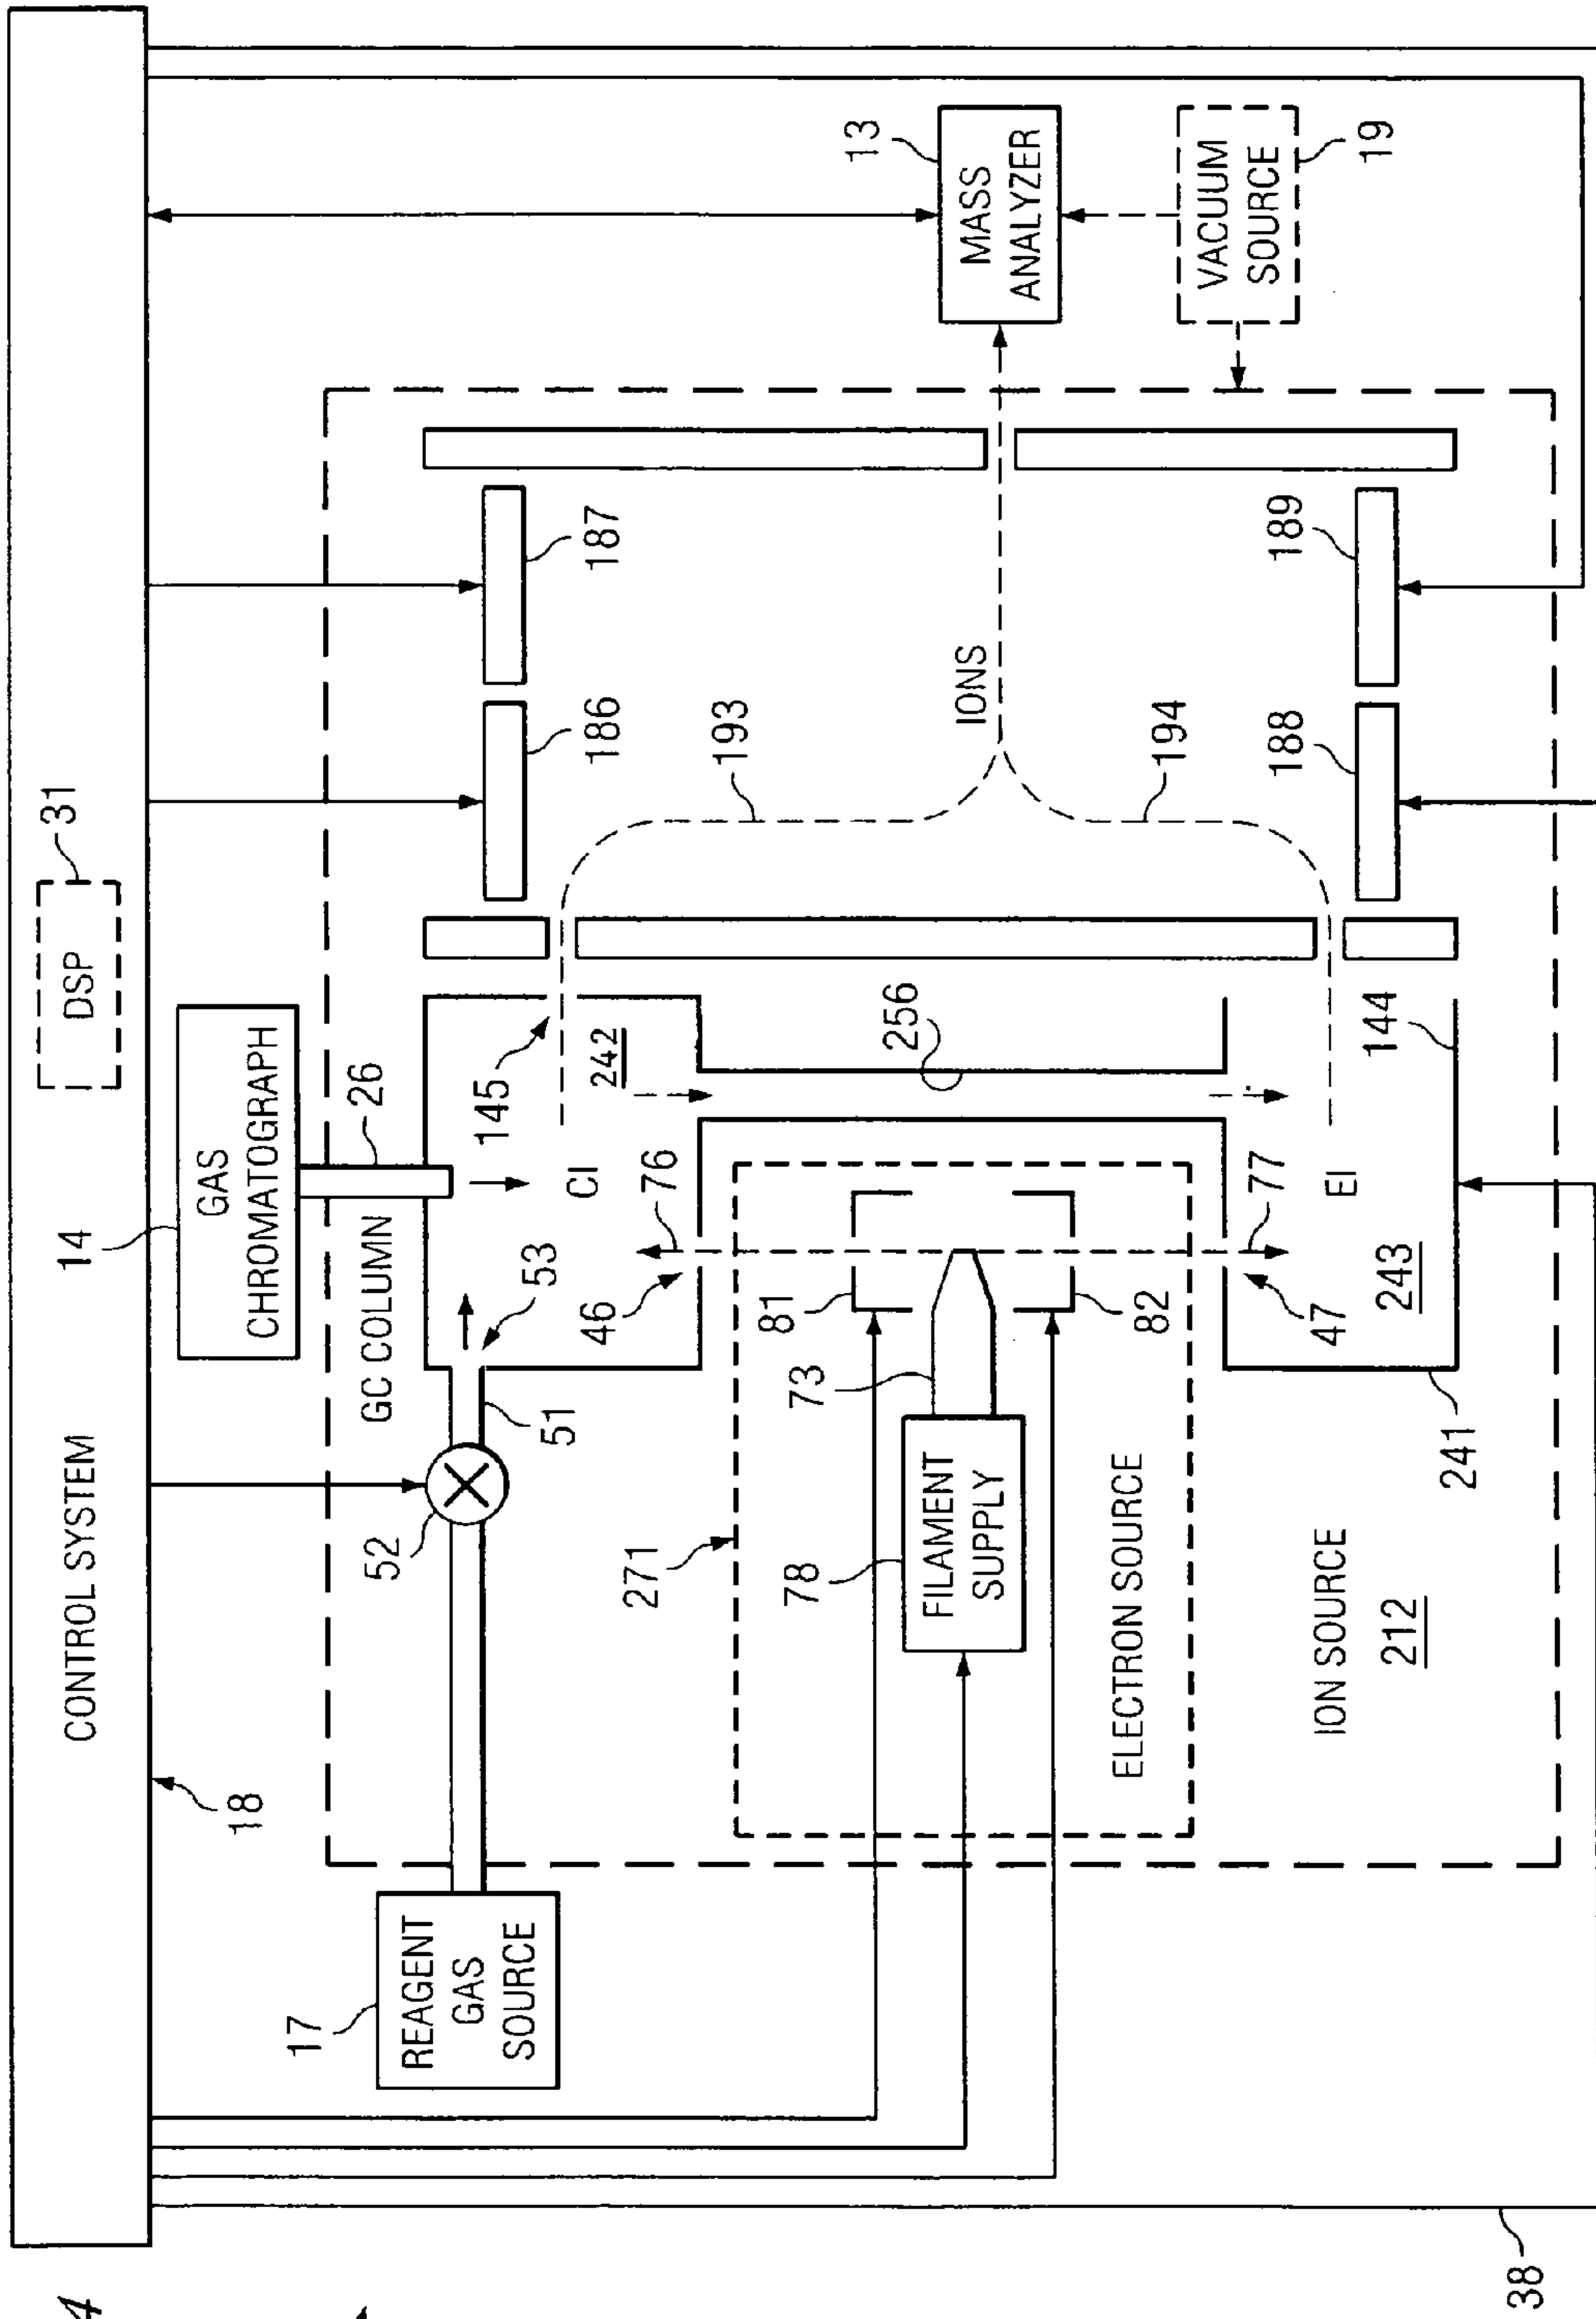 CONTROL SYSTEM
DSP
31
18
14
GAS
CHROMATOGRAPH
26
GC COLUMN
17
REAGENT
GAS
SOURCE
52
51
53
145
242
CI
46
76
256
271
81
73
78
FILAMENT
SUPPLY
82
ELECTRON SOURCE
47
77
EI
243
144
241
ION SOURCE
212
186
187
193
IONS
194
188
189
13
MASS
ANALYZER
VACUUM
SOURCE
19
38
4